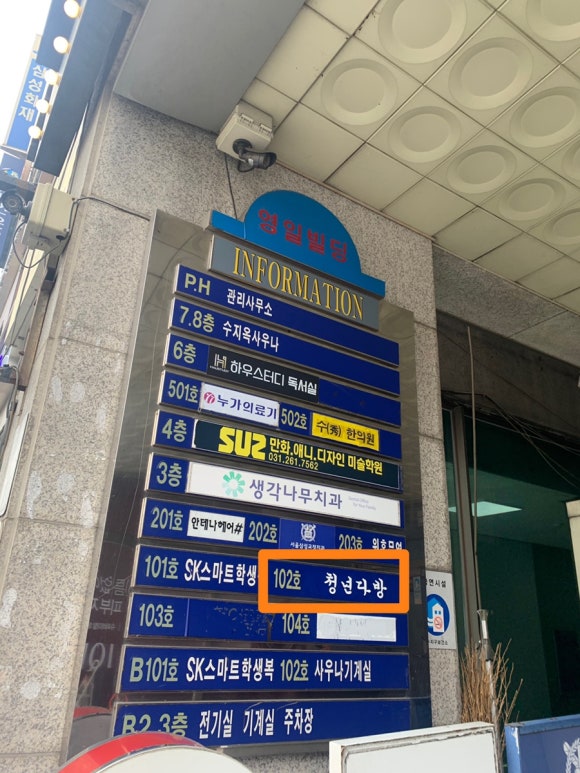 삼성화재
영일빌딩
INFORMATION
P.H 관리사무소
7.8층 수지옥사우나
6층 하우스터디 독서실
501호 누가의료기 502호 수(秀) 한의원
4층 SUZ 만화.애니.디자인 미술학원
031.261.7562
3층 생각나무치과
201호 안테나헤어# 202호 203호
101호 SK스마트학생 102호 청년다방
103호 104호
B101호 SK스마트학생복 102호 사우나기계실
B2.3층 전기실 기계실 주차장